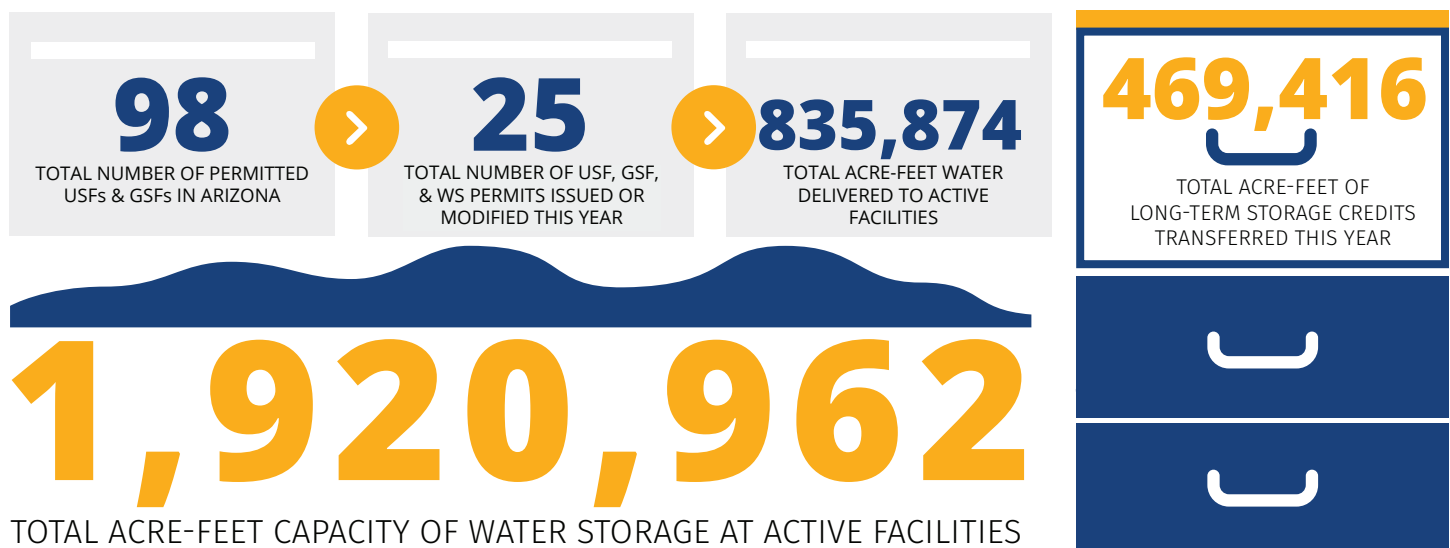 98
TOTAL NUMBER OF PERMITTED
USFs & GSFs IN ARIZONA
25
TOTAL NUMBER OF USF, GSF,
& WS PERMITS ISSUED OR
MODIFIED THIS YEAR
835,874
TOTAL ACRE-FEET WATER
DELIVERED TO ACTIVE
FACILITIES
469,416
TOTAL ACRE-FEET OF
LONG-TERM STORAGE CREDITS
TRANSFERRED THIS YEAR
1,920,962
TOTAL ACRE-FEET CAPACITY OF WATER STORAGE AT ACTIVE FACILITIES